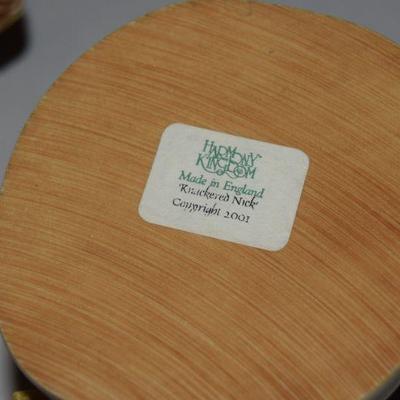 HARMONY
KINGDOM
Made in England
'Knackered Nick'
Copyright 2001